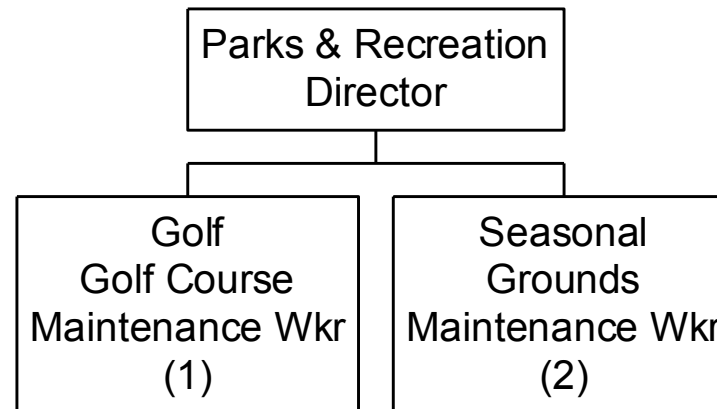 Parks & Recreation
Director
Golf
Golf Course
Maintenance Wkr
(1)
Seasonal
Grounds
Maintenance Wkr
(2)